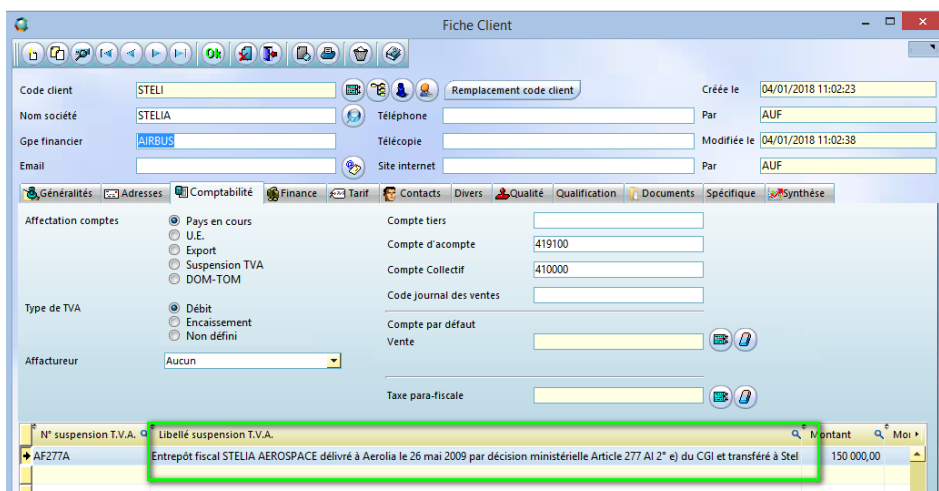 Fiche Client
Ok
Code client STELI Remplacement code client Créée le 04/01/2018 11:02:23
Nom société STELIA Téléphone Par AUF
Gpe financier AIRBUS Télécopie Modifiée le 04/01/2018 11:02:38
Email Site internet Par AUF
Généralités Adresses Comptabilité Finance Tarif Contacts Divers Qualité Qualification Documents Spécifique Synthèse
Affectation comptes Pays en cours Compte tiers
U.E.
Export Compte d'acompte 419100
Suspension TVA
DOM-TOM Compte Collectif 410000
Code journal des ventes
Type de TVA Débit
Encaissement Compte par défaut
Non défini Vente
Affactureur Aucun
Taxe para-fiscale
N° suspension T.V.A. Libellé suspension T.V.A. Montant Mon
AF277A Entrepôt fiscal STELIA AEROSPACE délivré à Aerolia le 26 mai 2009 par décision ministérielle Article 277 AI 2° e) du CGI et transféré à Stel 150 000,00